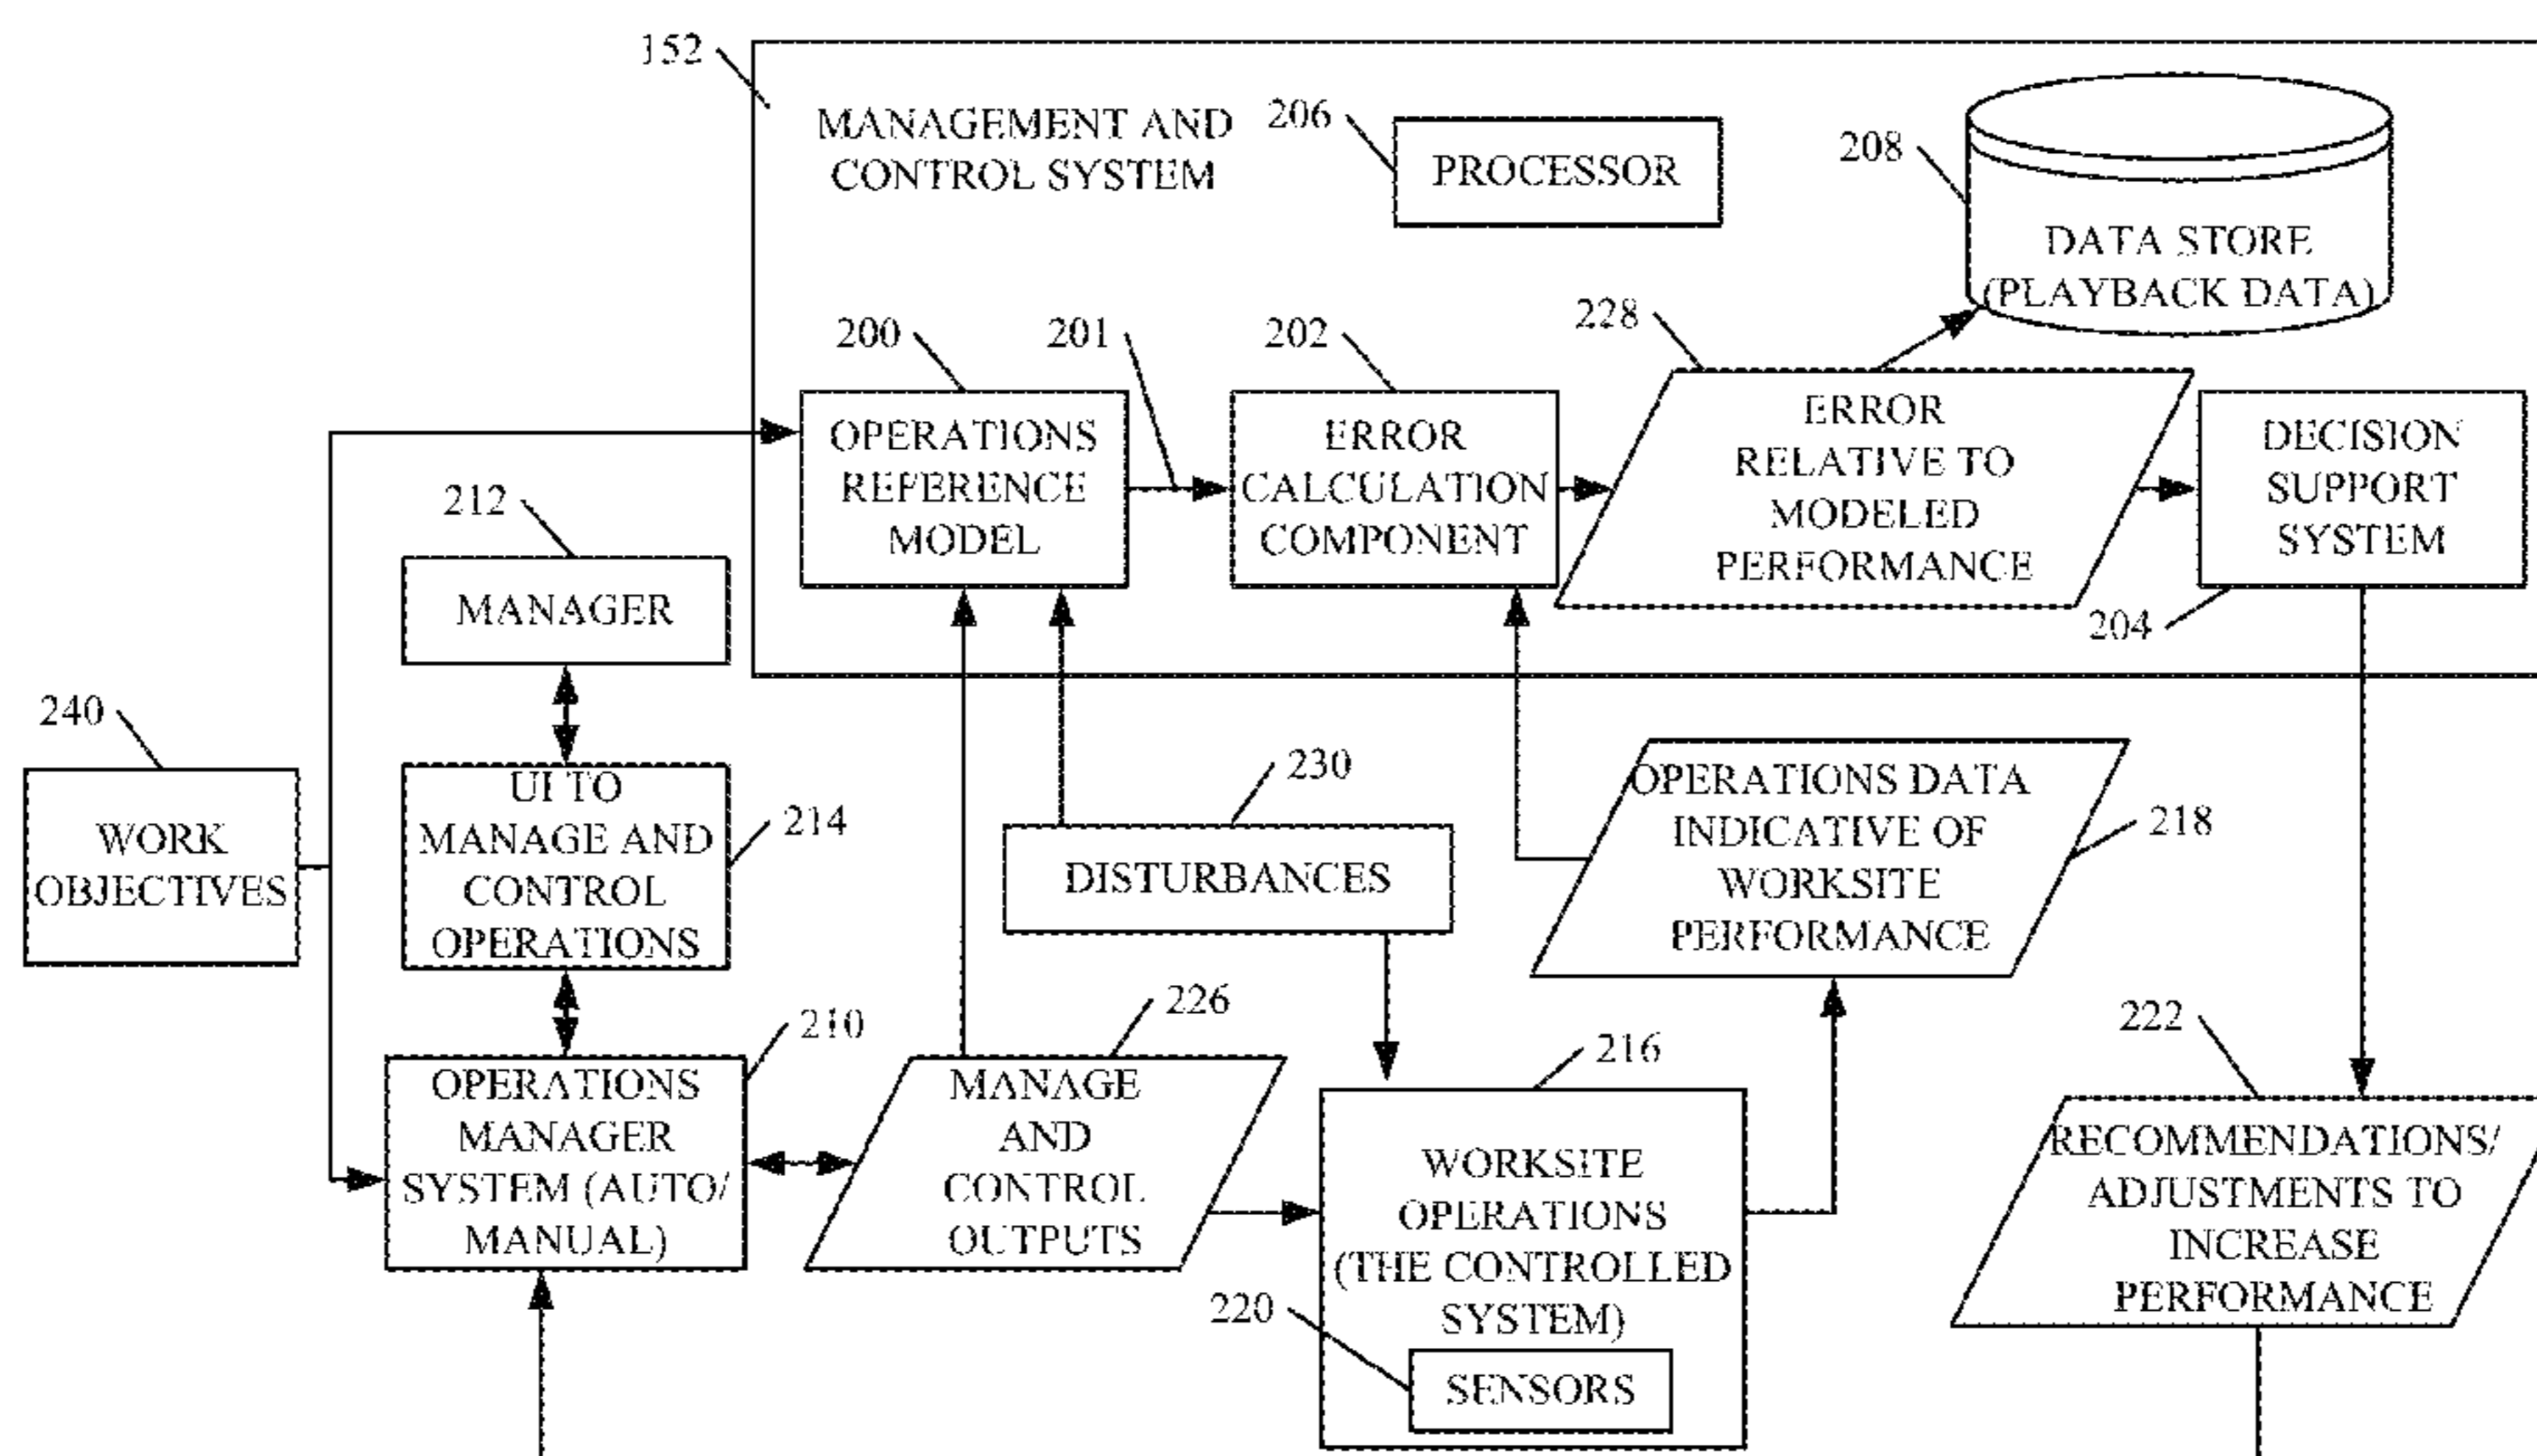 152
MANAGEMENT AND
CONTROL SYSTEM
206
PROCESSOR
208
DATA STORE
(PLAYBACK DATA)
200
201
202
228
OPERATIONS
REFERENCE
MODEL
ERROR
CALCULATION
COMPONENT
ERROR
RELATIVE TO
MODELED
PERFORMANCE
DECISION
SUPPORT
SYSTEM
204
212
MANAGER
240
WORK
OBJECTIVES
UI TO
MANAGE AND
CONTROL
OPERATIONS
214
230
DISTURBANCES
OPERATIONS DATA
INDICATIVE OF
WORKSITE
PERFORMANCE
218
210
OPERATIONS
MANAGER
SYSTEM (AUTO/
MANUAL)
226
MANAGE
AND
CONTROL
OUTPUTS
216
WORKSITE
OPERATIONS
(THE CONTROLLED
SYSTEM)
220
SENSORS
222
RECOMMENDATIONS/
ADJUSTMENTS TO
INCREASE
PERFORMANCE